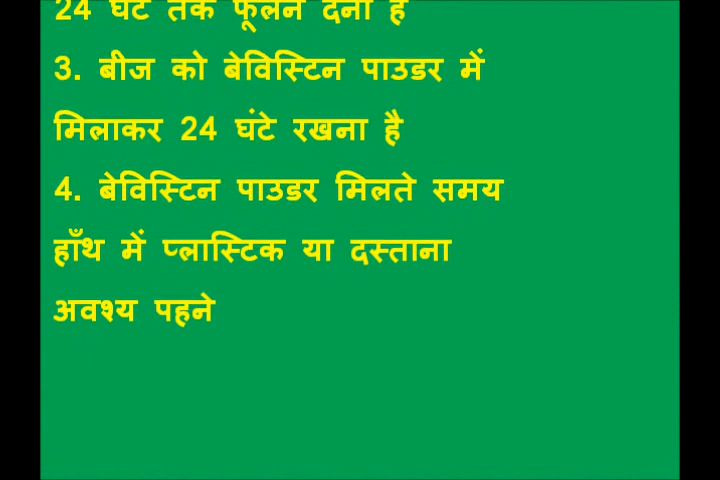 24 घंटे तक फूलने देना है
3. बीज को बेविस्टिन पाउडर में
मिलाकर 24 घंटे रखना है
4. बेविस्टिन पाउडर मिलते समय
हाँथ में प्लास्टिक या दस्ताना
अवश्य पहने